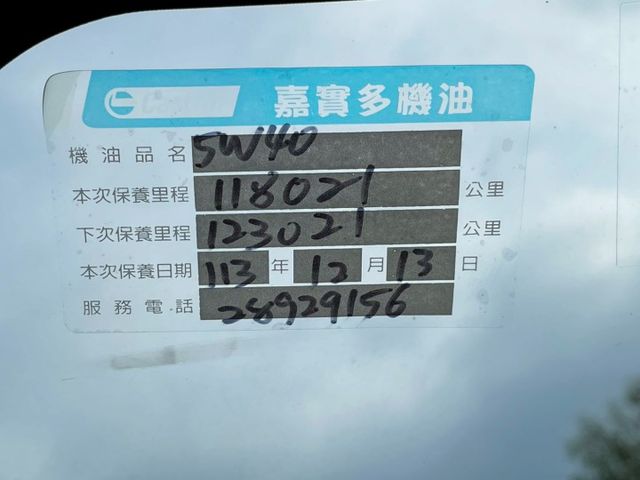 嘉實多機油
機油品名 5W40
本次保養里程 118021 公里
下次保養里程 123021 公里
本次保養日期 113 年 12 月 13 日
服務電話 28929156